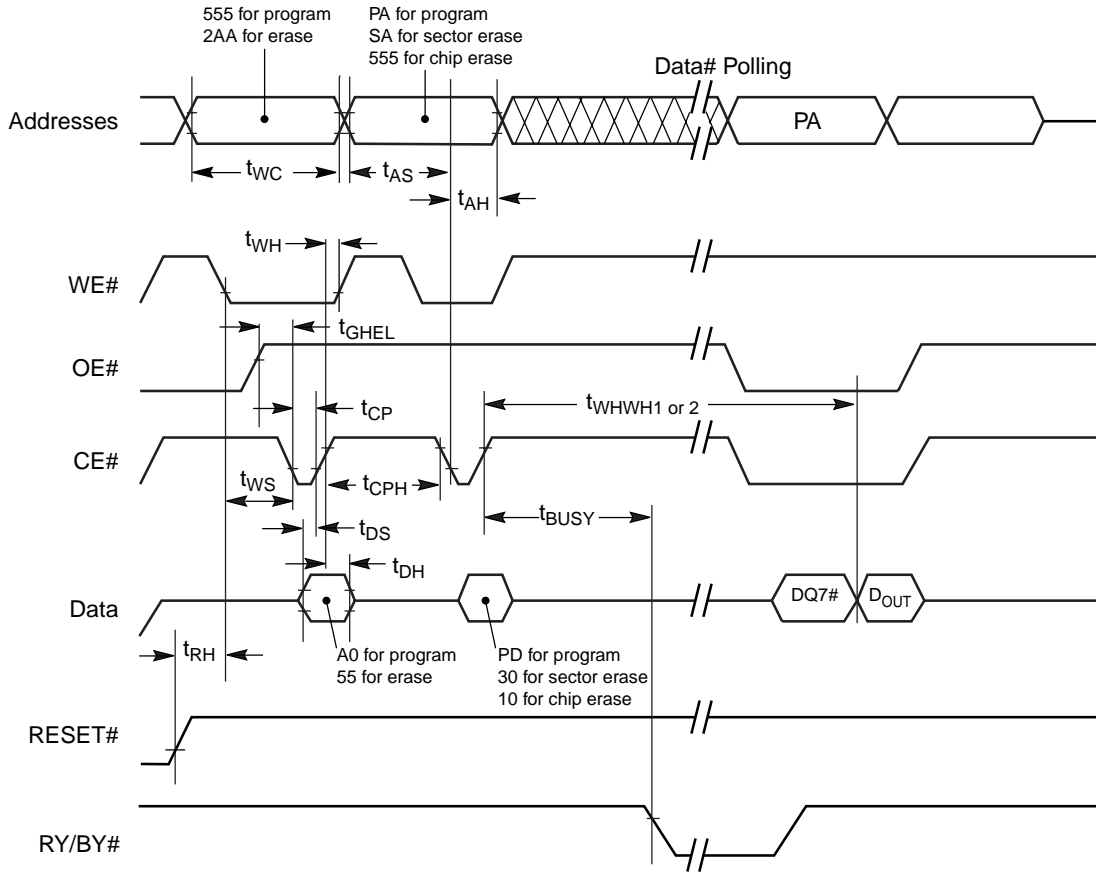 555 for program
2AA for erase
PA for program
SA for sector erase
555 for chip erase
Data# Polling
Addresses
PA
tWC
tAS
tAH
tWH
WE#
tGHEL
OE#
tWHWH1 or 2
tCP
CE#
tWS
tCPH
tBUSY
tDS
tDH
Data
DQ7#
DOUT
tRH
A0 for program
55 for erase
PD for program
30 for sector erase
10 for chip erase
RESET#
RY/BY#